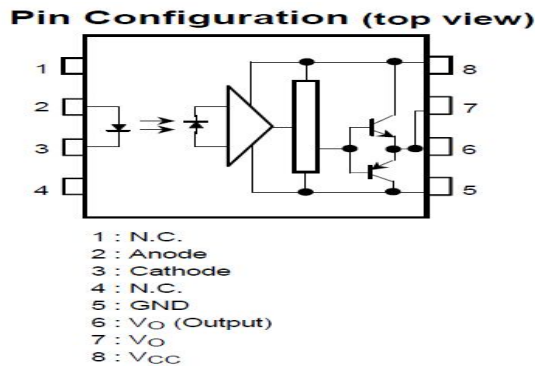 Pin Configuration (top view)
1 8
2 7
3 6
4 5
1 : N.C.
2 : Anode
3 : Cathode
4 : N.C.
5 : GND
6 : VO (Output)
7 : VO
8 : VCC